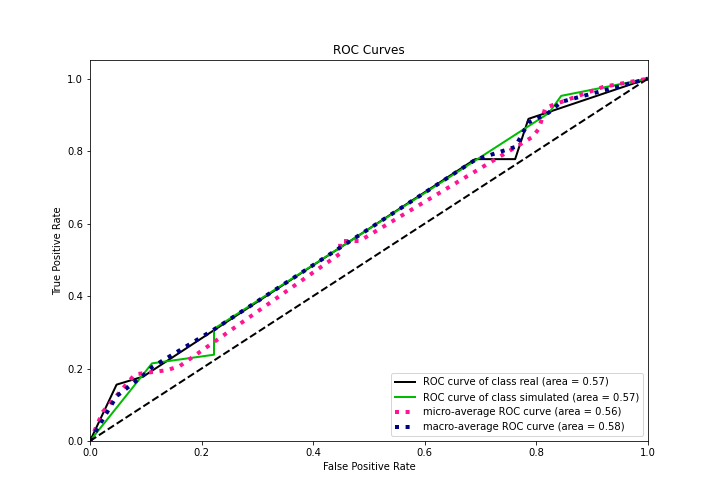 ROC Curves
True Positive Rate
1.0
0.8
0.6
0.4
0.2
0.0
ROC curve of class real (area = 0.57)
ROC curve of class simulated (area = 0.57)
micro-average ROC curve (area = 0.56)
macro-average ROC curve (area = 0.58)
0.0 0.2 0.4 0.6 0.8 1.0
False Positive Rate